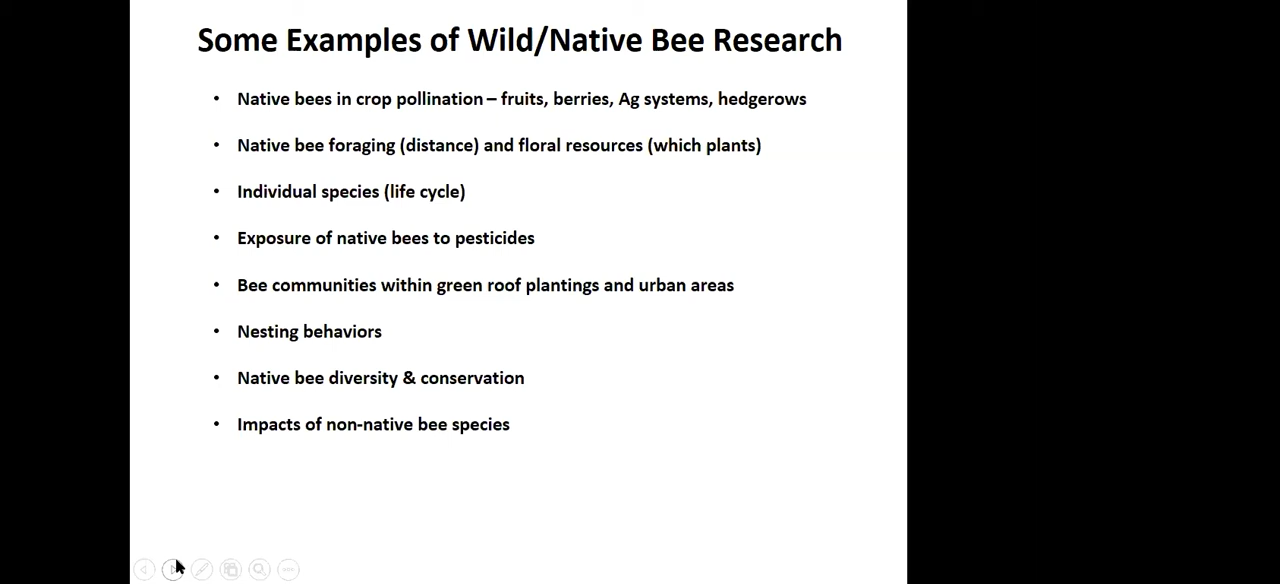 Some Examples of Wild/Native Bee Research
• Native bees in crop pollination – fruits, berries, Ag systems, hedgerows
• Native bee foraging (distance) and floral resources (which plants)
• Individual species (life cycle)
• Exposure of native bees to pesticides
• Bee communities within green roof plantings and urban areas
• Nesting behaviors
• Native bee diversity & conservation
• Impacts of non-native bee species